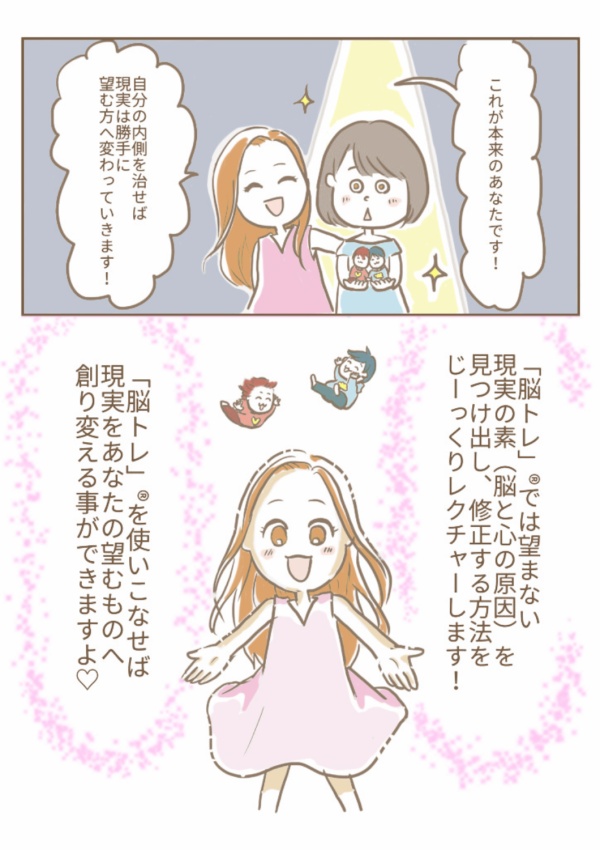 これが本来のあなたです！
自分の内側を治せば
現実は勝手に
望む方へ変わっていきます！
「脳トレ」®では望まない
現実の素（脳と心の原因）を
見つけ出し、修正する方法を
じーっくりレクチャーします！
「脳トレ」®を使いこなせば
現実をあなたの望むものへ
創り変える事ができますよ♡